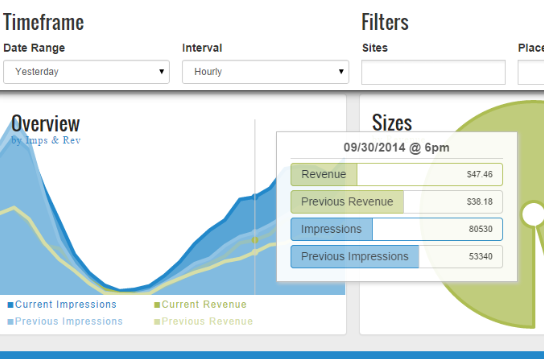 Timeframe
Filters
Date Range
Interval
Sites
Place
Yesterday
Hourly
Overview
by Imps & Rev
Sizes
09/30/2014 @ 6pm
Revenue $47.46
Previous Revenue $38.18
Impressions 80530
Previous Impressions 53340
Current Impressions
Current Revenue
Previous Impressions
Previous Revenue